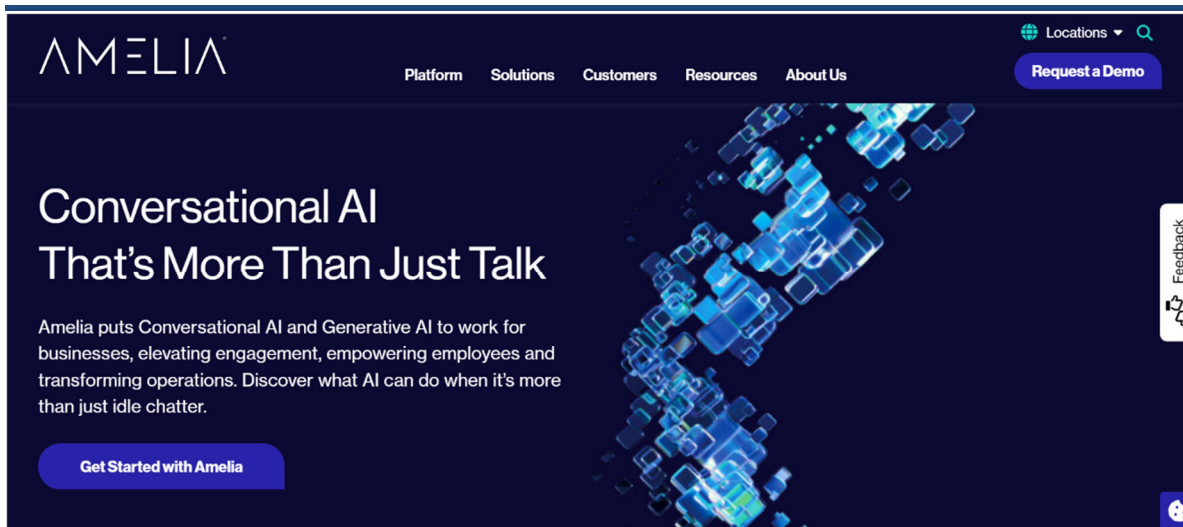 AMELIA
Locations
Platform Solutions Customers Resources About Us
Request a Demo
Conversational AI
That's More Than Just Talk
Amelia puts Conversational AI and Generative AI to work for
businesses, elevating engagement, empowering employees and
transforming operations. Discover what AI can do when it's more
than just idle chatter.
Get Started with Amelia
Feedback